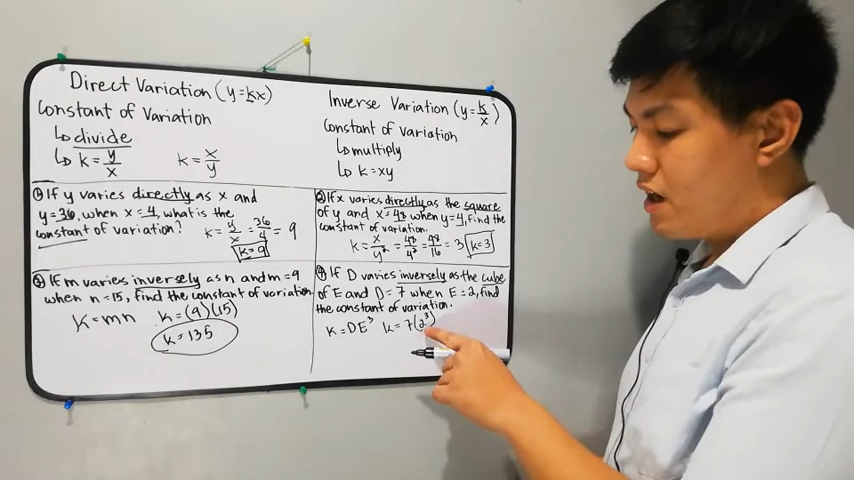 Direct Variation (y=kx)
Constant of Variation
↳ divide
↳ k = y/x
k = x/y
Inverse Variation (y = k/x)
Constant of Variation
↳ multiply
↳ k = xy
① If y varies directly as x and
y=36, when x=4, what is the
constant of variation? k = y/x = 36/4 = 9
k=9
② If x varies directly as the square
of y and x=48 when y=4, find the
constant of variation.
k = x/y² = 48/4² = 48/16 = 3 k=3
③ If m varies inversely as n and m=9
when n=15, find the constant of variation
k = mn k = (9)(15)
k = 135
④ If D varies inversely as the cube
of E and D=7 when E=2, find
the constant of variation.
k = DE³ k = 7(2³)